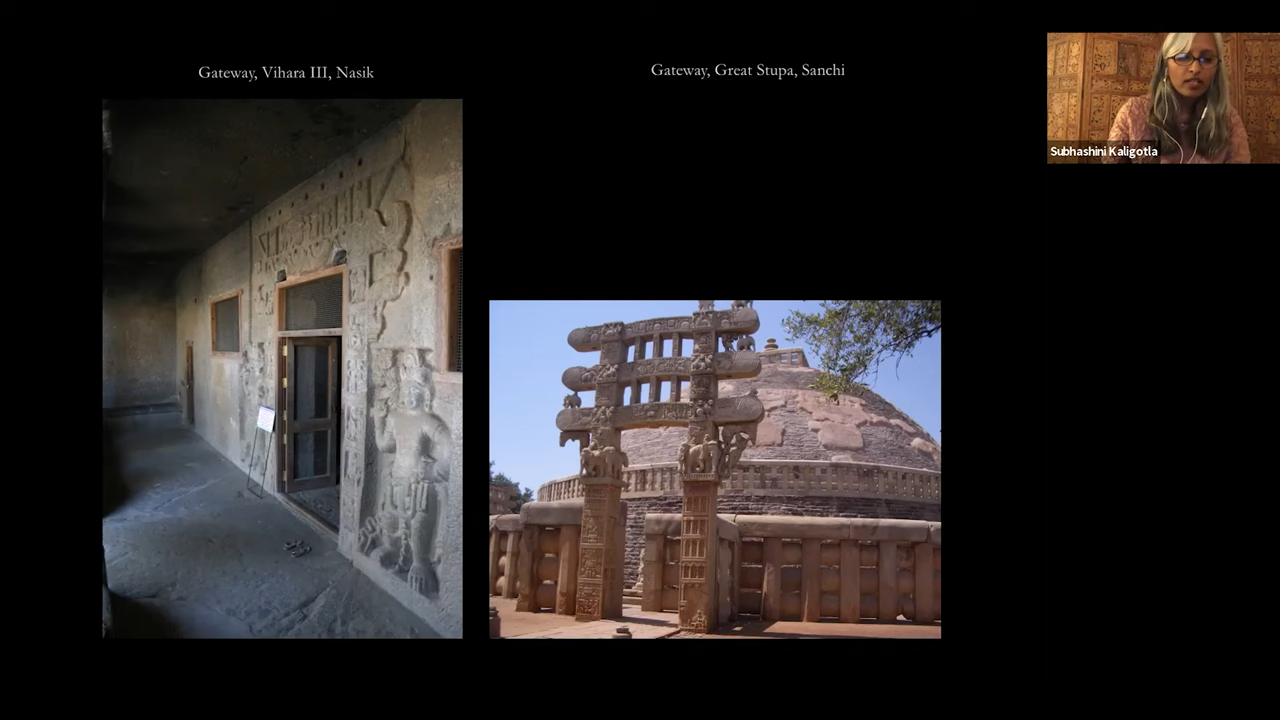 Gateway, Vihara III, Nasik
Gateway, Great Stupa, Sanchi
Subhashini Kaligotla